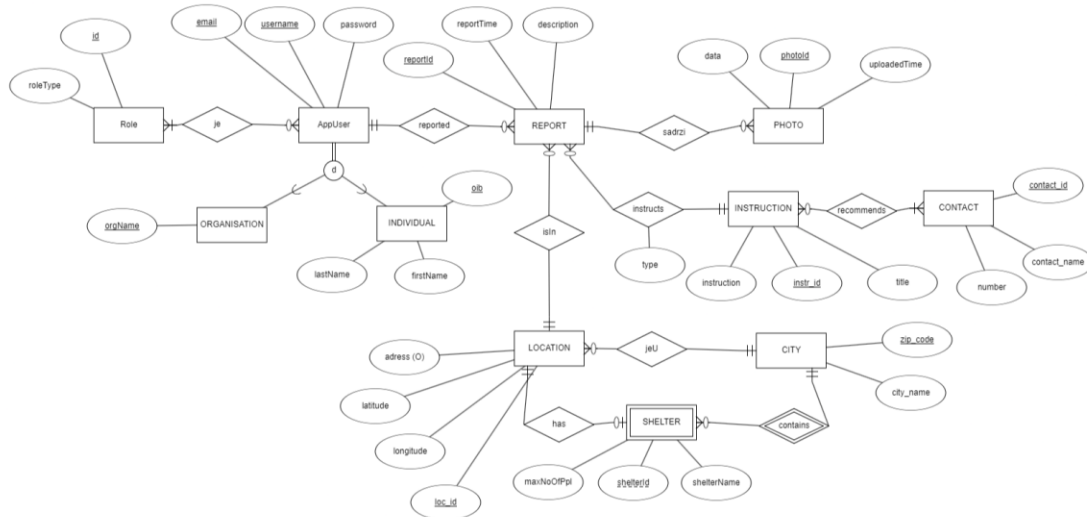 email
username
password
reportTime
description
id
reportId
data
photoId
uploadedTime
roleType
Role
je
AppUser
reported
REPORT
sadrzi
PHOTO
d
oib
contact_id
orgName
ORGANISATION
INDIVIDUAL
isIn
instructs
INSTRUCTION
recommends
CONTACT
lastName
firstName
type
instruction
instr_id
title
number
contact_name
adress (O)
LOCATION
jeU
CITY
zip_code
city_name
latitude
longitude
has
SHELTER
contains
loc_id
maxNoOfPpl
shelterId
shelterName